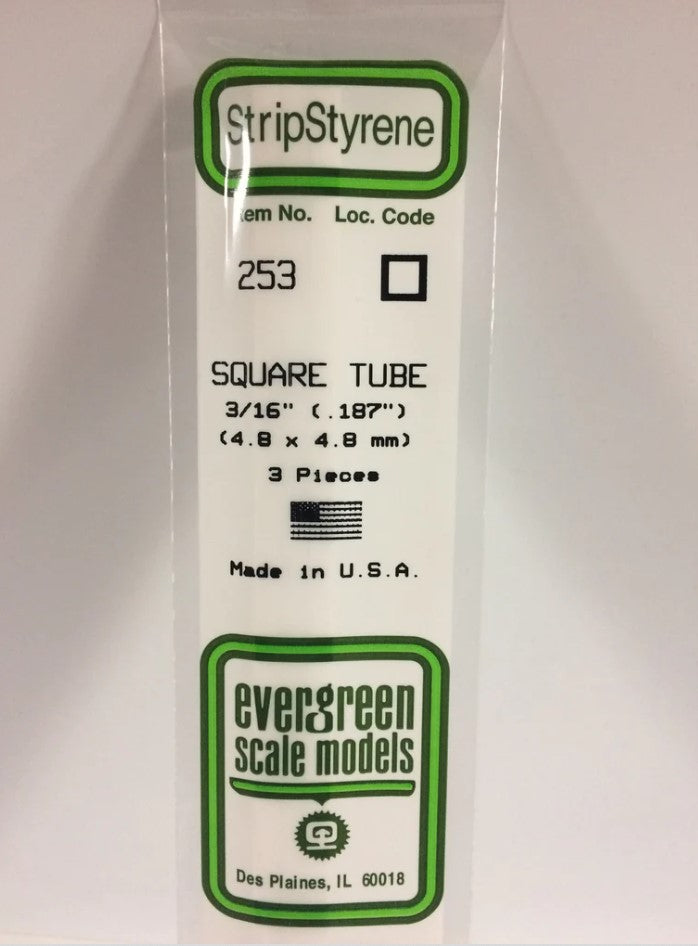 StripStyrene
Item No. Loc. Code
253
SQUARE TUBE
3/16" (.187")
(4.8 x 4.8 mm)
3 Pieces
Made in U.S.A.
evergreen
scale models
Des Plaines, IL 60018